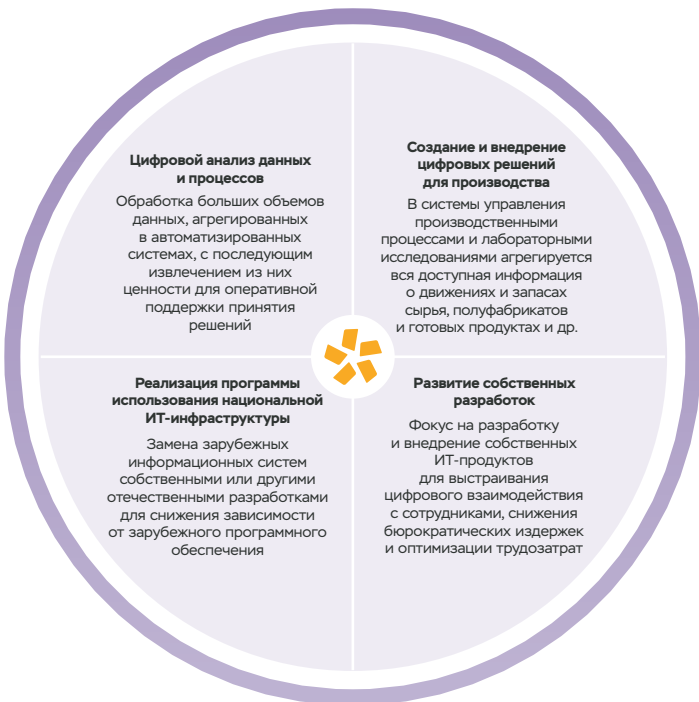 Цифровой анализ данных
и процессов
Обработка больших объемов
данных, агрегированных
в автоматизированных
системах, с последующим
извлечением из них
ценности для оперативной
поддержки принятия
решений
Создание и внедрение
цифровых решений
для производства
В системы управления
производственными
процессами и лабораторными
исследованиями агрегируется
вся доступная информация
о движениях и запасах
сырья, полуфабрикатов
и готовых продуктах и др.
Реализация программы
использования национальной
ИТ-инфраструктуры
Замена зарубежных
информационных систем
собственными или другими
отечественными разработками
для снижения зависимости
от зарубежного программного
обеспечения
Развитие собственных
разработок
Фокус на разработку
и внедрение собственных
ИТ-продуктов
для выстраивания
цифрового взаимодействия
с сотрудниками, снижения
бюрократических издержек
и оптимизации трудозатрат